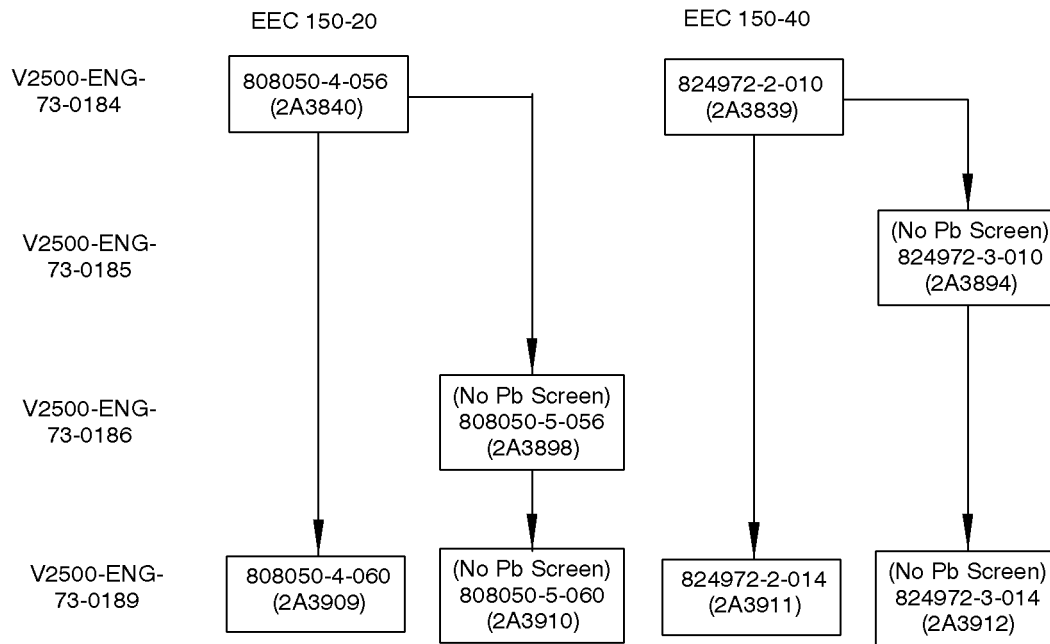 EEC 150-20
EEC 150-40
V2500-ENG-
73-0184
808050-4-056
(2A3840)
824972-2-010
(2A3839)
V2500-ENG-
73-0185
(No Pb Screen)
824972-3-010
(2A3894)
V2500-ENG-
73-0186
(No Pb Screen)
808050-5-056
(2A3898)
V2500-ENG-
73-0189
808050-4-060
(2A3909)
(No Pb Screen)
808050-5-060
(2A3910)
824972-2-014
(2A3911)
(No Pb Screen)
824972-3-014
(2A3912)